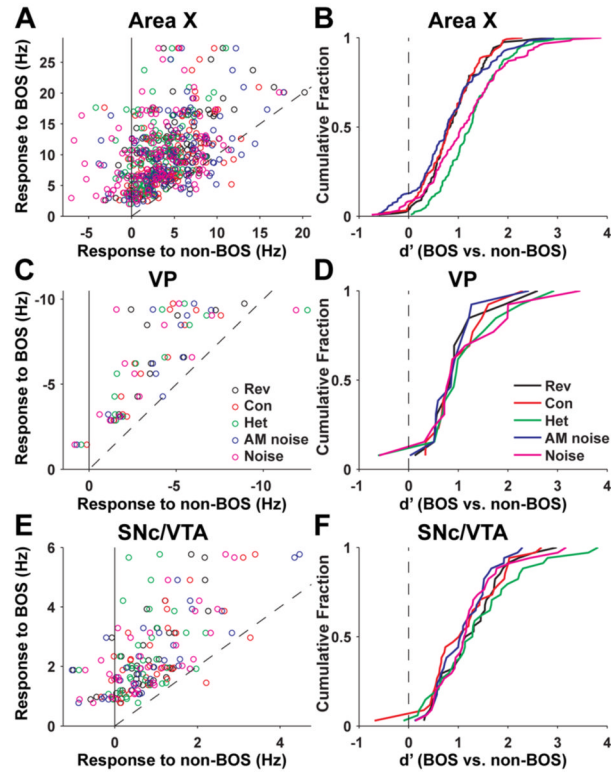 A Area X
Response to BOS (Hz)
25
20
15
10
5
0
-5 0 5 10 15 20
Response to non-BOS (Hz)
B Area X
Cumulative Fraction
1
0.5
0
-1 0 1 2 3 4
d' (BOS vs. non-BOS)
C VP
Response to BOS (Hz)
-10
-5
0
0 -5 -10
Response to non-BOS (Hz)
Rev
Con
Het
AM noise
Noise
D VP
Cumulative Fraction
1
0.5
0
-1 0 1 2 3 4
d' (BOS vs. non-BOS)
Rev
Con
Het
AM noise
Noise
E SNc/VTA
Response to BOS (Hz)
6
4
2
0
0 2 4
Response to non-BOS (Hz)
F SNc/VTA
Cumulative Fraction
1
0.5
0
-1 0 1 2 3 4
d' (BOS vs. non-BOS)